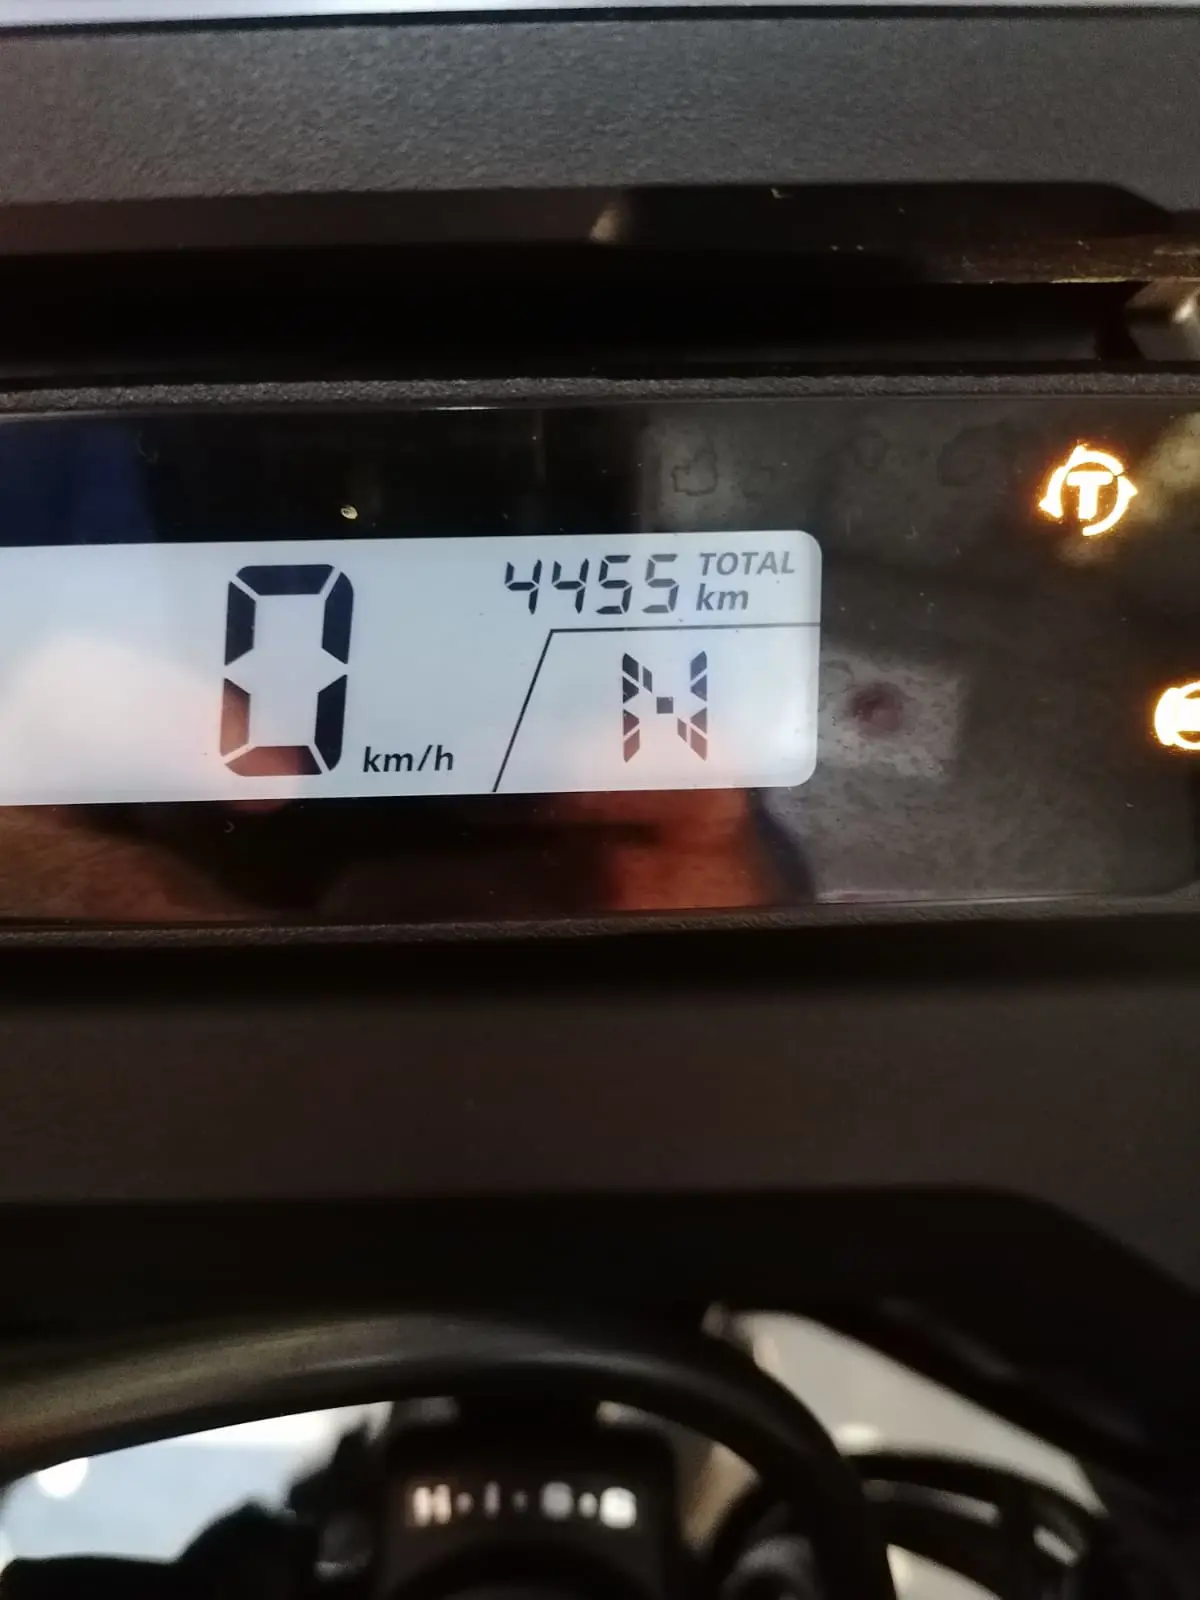 T
4455 TOTAL
km
0 km/h
N
H·I·S·S